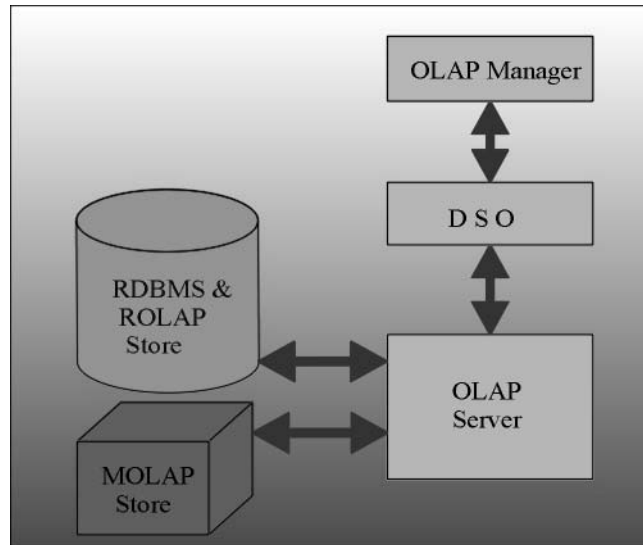 OLAP Manager
D S O
RDBMS &
ROLAP
Store
OLAP
Server
MOLAP
Store